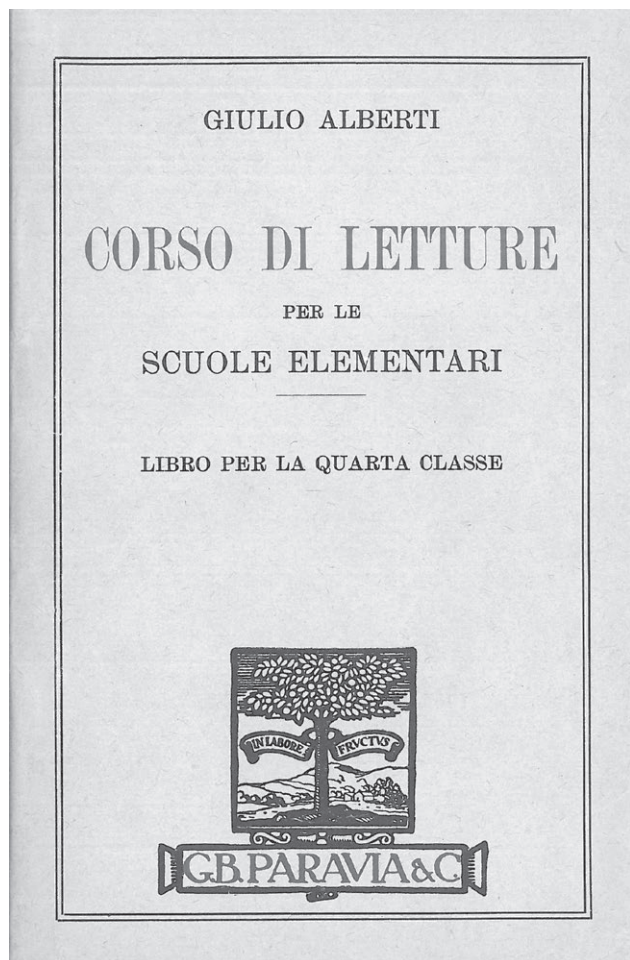 GIULIO ALBERTI
CORSO DI LETTURE
PER LE
SCUOLE ELEMENTARI
LIBRO PER LA QUARTA CLASSE
IN LABORE FRVCTVS
G.B. PARAVIA & C.